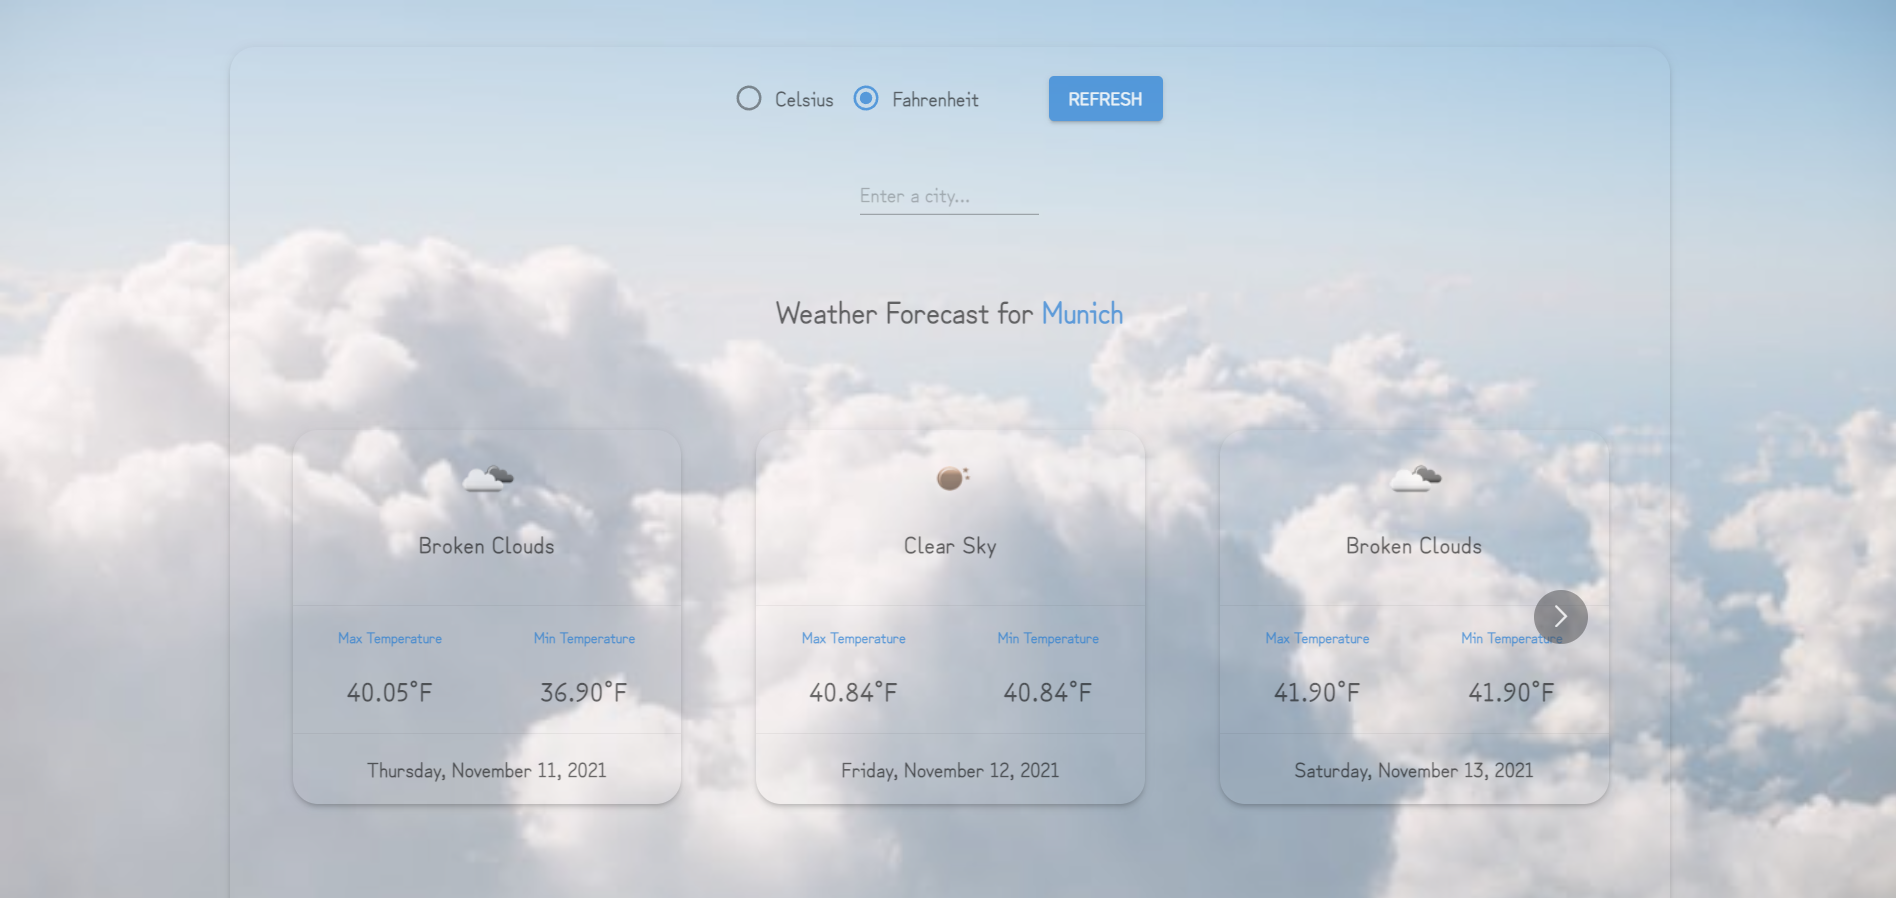 Celsius Fahrenheit REFRESH
Enter a city...
Weather Forecast for Munich
Broken Clouds
Max Temperature Min Temperature
40.05°F 36.90°F
Thursday, November 11, 2021
Clear Sky
Max Temperature Min Temperature
40.84°F 40.84°F
Friday, November 12, 2021
Broken Clouds
Max Temperature Min Temperature
41.90°F 41.90°F
Saturday, November 13, 2021